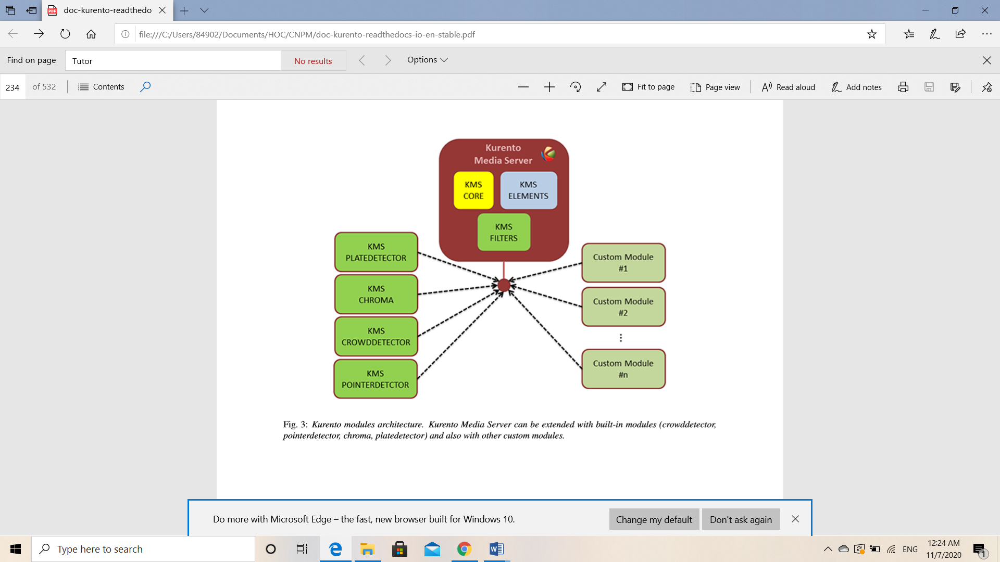 doc-kurento-readthedo
file:///C:/Users/84902/Documents/HOC/CNPM/doc-kurento-readthedocs-io-en-stable.pdf
Find on page
Tutor
No results
Options
234 of 532
Contents
Fit to page
Page view
Read aloud
Add notes
Kurento
Media Server
KMS
CORE
KMS
ELEMENTS
KMS
FILTERS
KMS
PLATEDETECTOR
KMS
CHROMA
KMS
CROWDDETECTOR
KMS
POINTERDETCTOR
Custom Module
#1
Custom Module
#2
⋮
Custom Module
#n
Fig. 3: Kurento modules architecture. Kurento Media Server can be extended with built-in modules (crowddetector,
pointerdetector, chroma, platedetector) and also with other custom modules.
Do more with Microsoft Edge – the fast, new browser built for Windows 10.
Change my default
Don't ask again
Type here to search
ENG
12:24 AM
11/7/2020
1